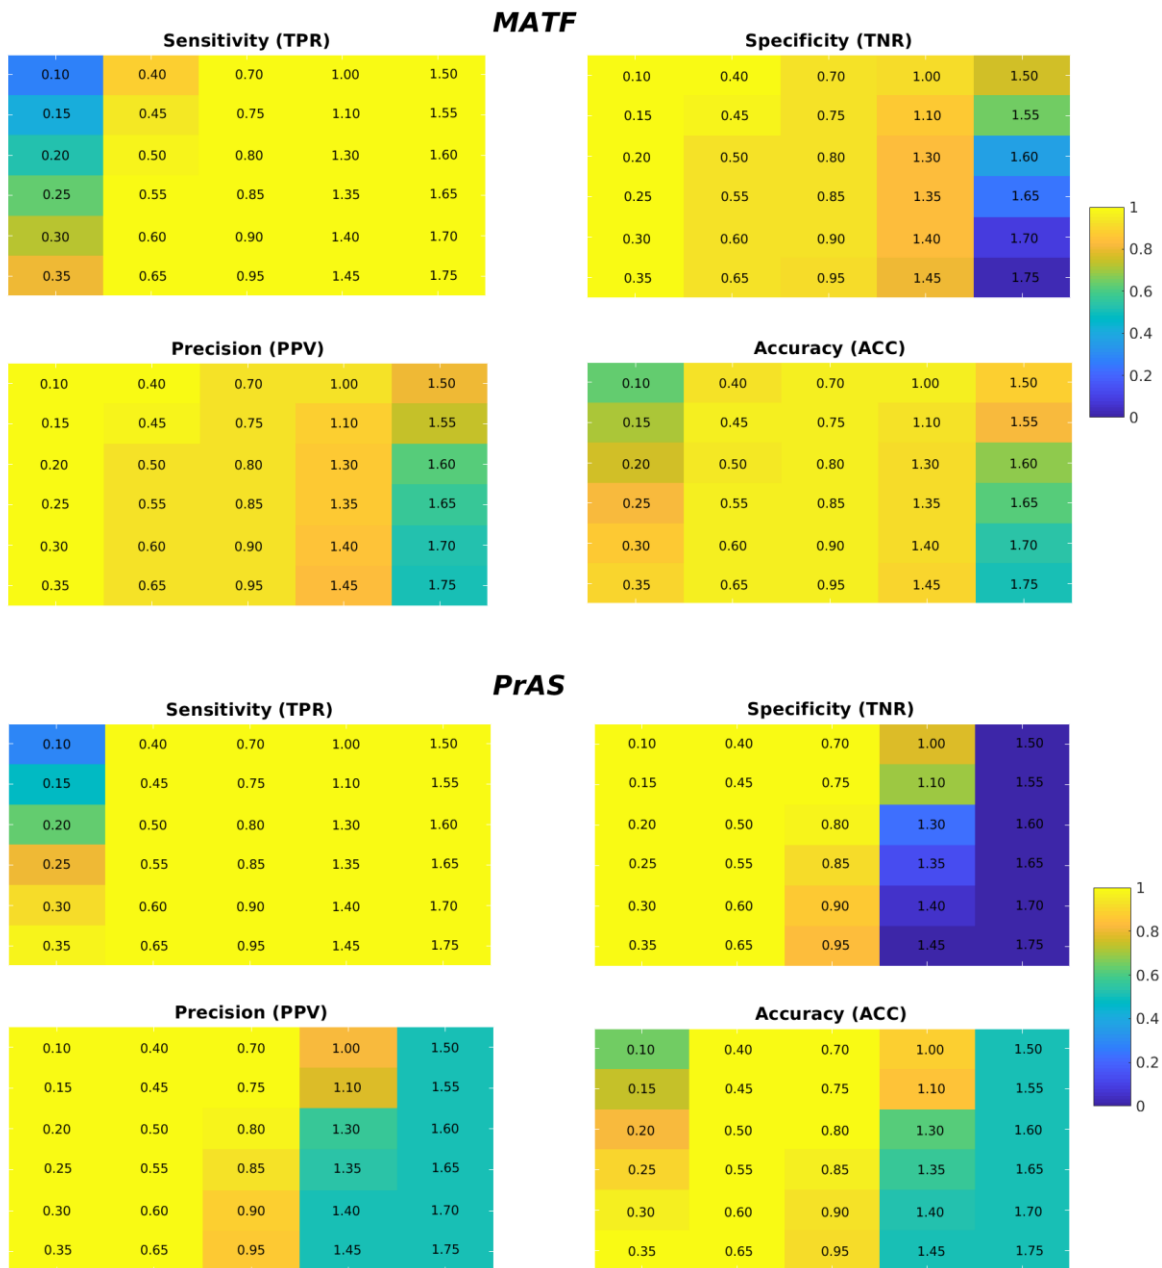 MATF
Sensitivity (TPR) Specificity (TNR)
0.10 0.40 0.70 1.00 1.50 0.10 0.40 0.70 1.00 1.50
0.15 0.45 0.75 1.10 1.55 0.15 0.45 0.75 1.10 1.55
0.20 0.50 0.80 1.30 1.60 0.20 0.50 0.80 1.30 1.60
0.25 0.55 0.85 1.35 1.65 0.25 0.55 0.85 1.35 1.65
0.30 0.60 0.90 1.40 1.70 0.30 0.60 0.90 1.40 1.70
0.35 0.65 0.95 1.45 1.75 0.35 0.65 0.95 1.45 1.75
1
0.8
0.6
0.4
0.2
0
Precision (PPV) Accuracy (ACC)
0.10 0.40 0.70 1.00 1.50 0.10 0.40 0.70 1.00 1.50
0.15 0.45 0.75 1.10 1.55 0.15 0.45 0.75 1.10 1.55
0.20 0.50 0.80 1.30 1.60 0.20 0.50 0.80 1.30 1.60
0.25 0.55 0.85 1.35 1.65 0.25 0.55 0.85 1.35 1.65
0.30 0.60 0.90 1.40 1.70 0.30 0.60 0.90 1.40 1.70
0.35 0.65 0.95 1.45 1.75 0.35 0.65 0.95 1.45 1.75
PrAS
Sensitivity (TPR) Specificity (TNR)
0.10 0.40 0.70 1.00 1.50 0.10 0.40 0.70 1.00 1.50
0.15 0.45 0.75 1.10 1.55 0.15 0.45 0.75 1.10 1.55
0.20 0.50 0.80 1.30 1.60 0.20 0.50 0.80 1.30 1.60
0.25 0.55 0.85 1.35 1.65 0.25 0.55 0.85 1.35 1.65
0.30 0.60 0.90 1.40 1.70 0.30 0.60 0.90 1.40 1.70
0.35 0.65 0.95 1.45 1.75 0.35 0.65 0.95 1.45 1.75
1
0.8
0.6
0.4
0.2
0
Precision (PPV) Accuracy (ACC)
0.10 0.40 0.70 1.00 1.50 0.10 0.40 0.70 1.00 1.50
0.15 0.45 0.75 1.10 1.55 0.15 0.45 0.75 1.10 1.55
0.20 0.50 0.80 1.30 1.60 0.20 0.50 0.80 1.30 1.60
0.25 0.55 0.85 1.35 1.65 0.25 0.55 0.85 1.35 1.65
0.30 0.60 0.90 1.40 1.70 0.30 0.60 0.90 1.40 1.70
0.35 0.65 0.95 1.45 1.75 0.35 0.65 0.95 1.45 1.75